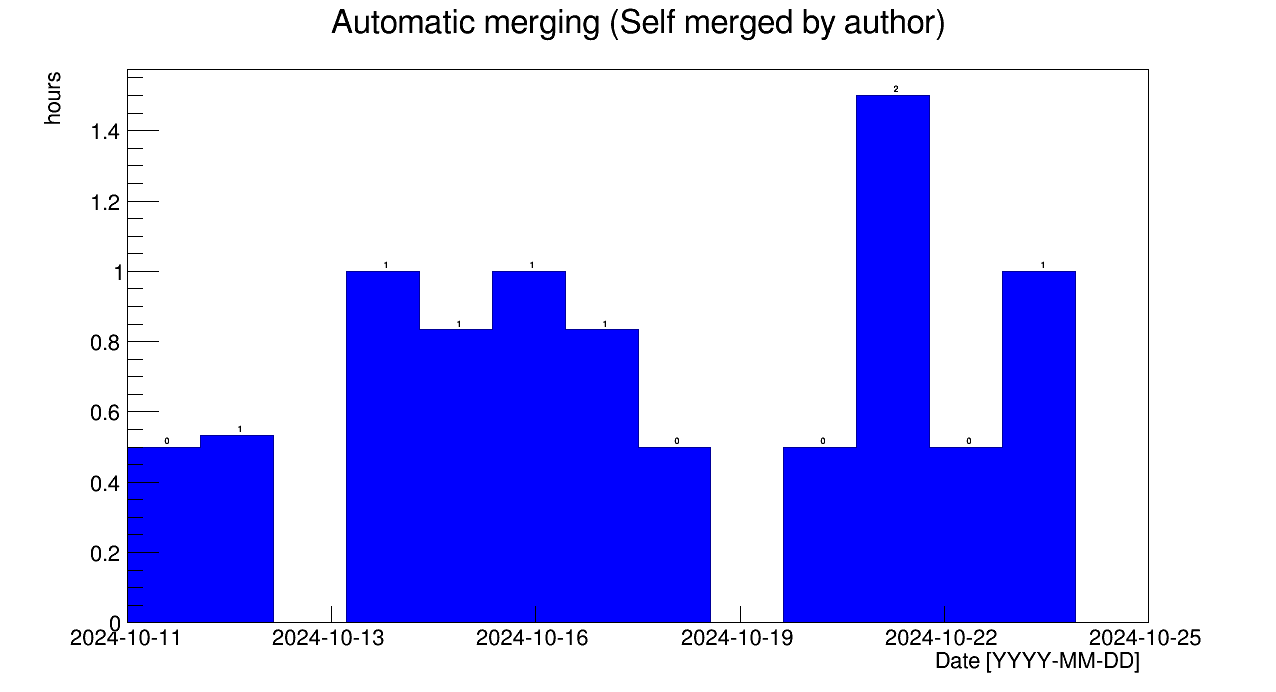 Automatic merging (Self merged by author)
hours
1.4
1.2
1
0.8
0.6
0.4
0.2
0
0 1 1 1 1 1 0 0 2 0 1
2024-10-11 2024-10-13 2024-10-16 2024-10-19 2024-10-22 2024-10-25
Date [YYYY-MM-DD]